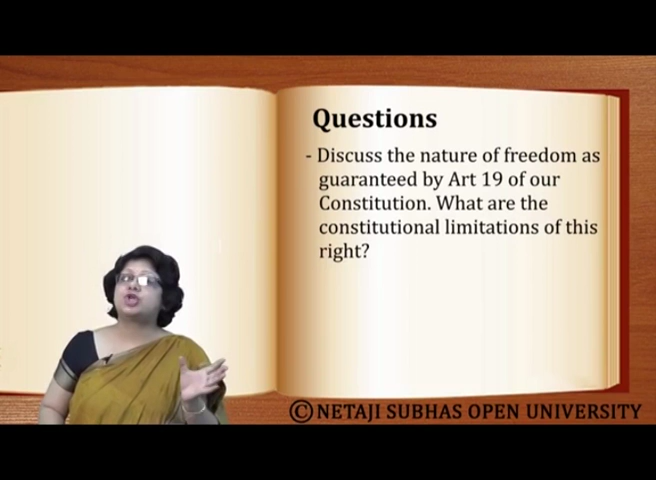 Questions
- Discuss the nature of freedom as
guaranteed by Art 19 of our
Constitution. What are the
constitutional limitations of this
right?
© NETAJI SUBHAS OPEN UNIVERSITY